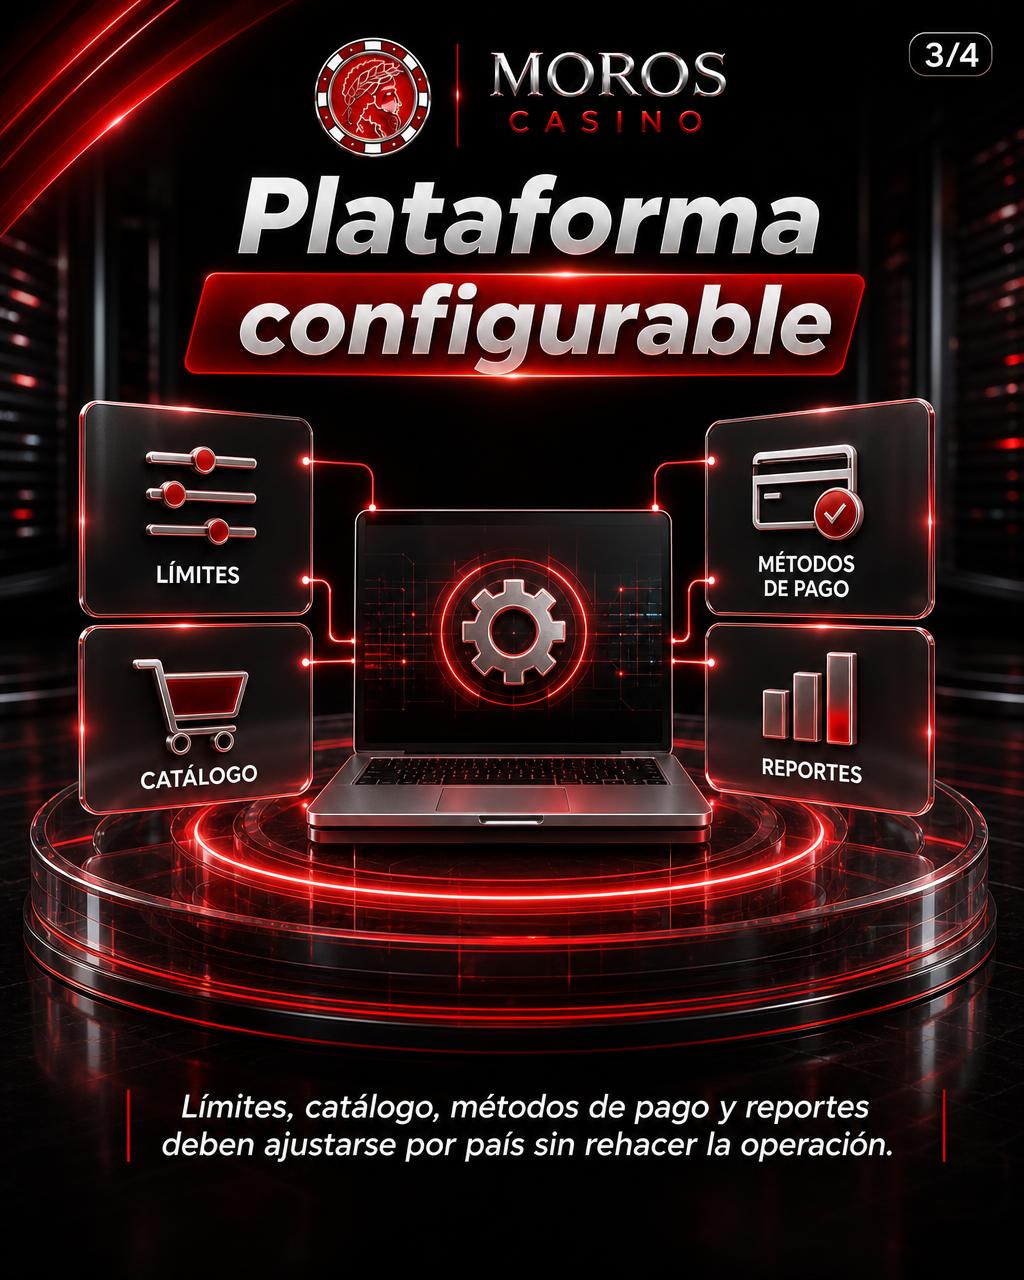 MOROS
CASINO
3/4
Plataforma
configurable
LÍMITES
MÉTODOS
DE PAGO
CATÁLOGO
REPORTES
Límites, catálogo, métodos de pago y reportes
deben ajustarse por país sin rehacer la operación.